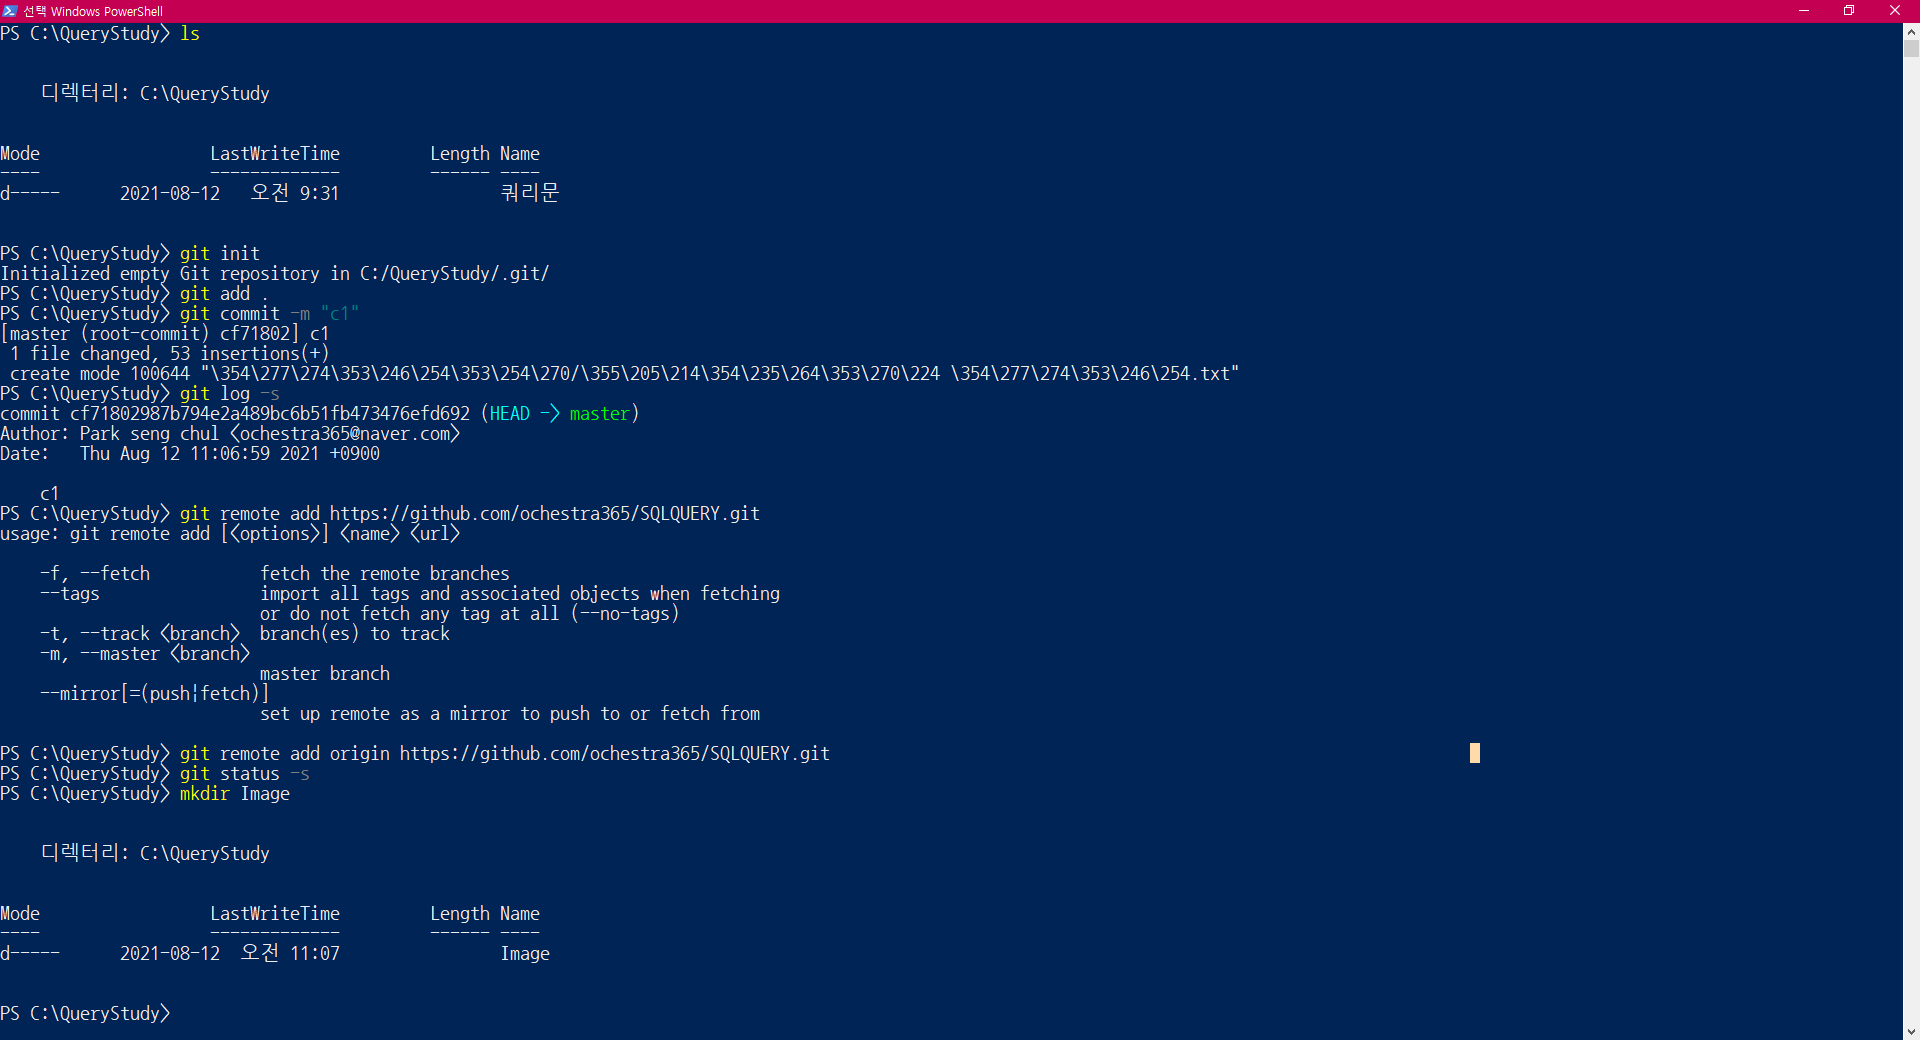 선택 Windows PowerShell
PS C:\QueryStudy> ls
디렉터리: C:\QueryStudy
Mode                 LastWriteTime         Length Name
----                 -------------         ------ ----
d-----      2021-08-12   오전 9:31                쿼리문
PS C:\QueryStudy> git init
Initialized empty Git repository in C:/QueryStudy/.git/
PS C:\QueryStudy> git add .
PS C:\QueryStudy> git commit -m "c1"
[master (root-commit) cf71802] c1
 1 file changed, 53 insertions(+)
 create mode 100644 "\354\277\274\353\246\254\353\254\270/\355\205\214\354\235\264\353\270\224 \354\277\274\353\246\254.txt"
PS C:\QueryStudy> git log -s
commit cf71802987b794e2a489bc6b51fb473476efd692 (HEAD -> master)
Author: Park seng chul <ochestra365@naver.com>
Date:   Thu Aug 12 11:06:59 2021 +0900
    c1
PS C:\QueryStudy> git remote add https://github.com/ochestra365/SQLQUERY.git
usage: git remote add [<options>] <name> <url>
    -f, --fetch           fetch the remote branches
    --tags                import all tags and associated objects when fetching
                          or do not fetch any tag at all (--no-tags)
    -t, --track <branch>  branch(es) to track
    -m, --master <branch>
                          master branch
    --mirror[=(push|fetch)]
                          set up remote as a mirror to push to or fetch from
PS C:\QueryStudy> git remote add origin https://github.com/ochestra365/SQLQUERY.git
PS C:\QueryStudy> git status -s
PS C:\QueryStudy> mkdir Image
디렉터리: C:\QueryStudy
Mode                 LastWriteTime         Length Name
----                 -------------         ------ ----
d-----      2021-08-12  오전 11:07                Image
PS C:\QueryStudy>